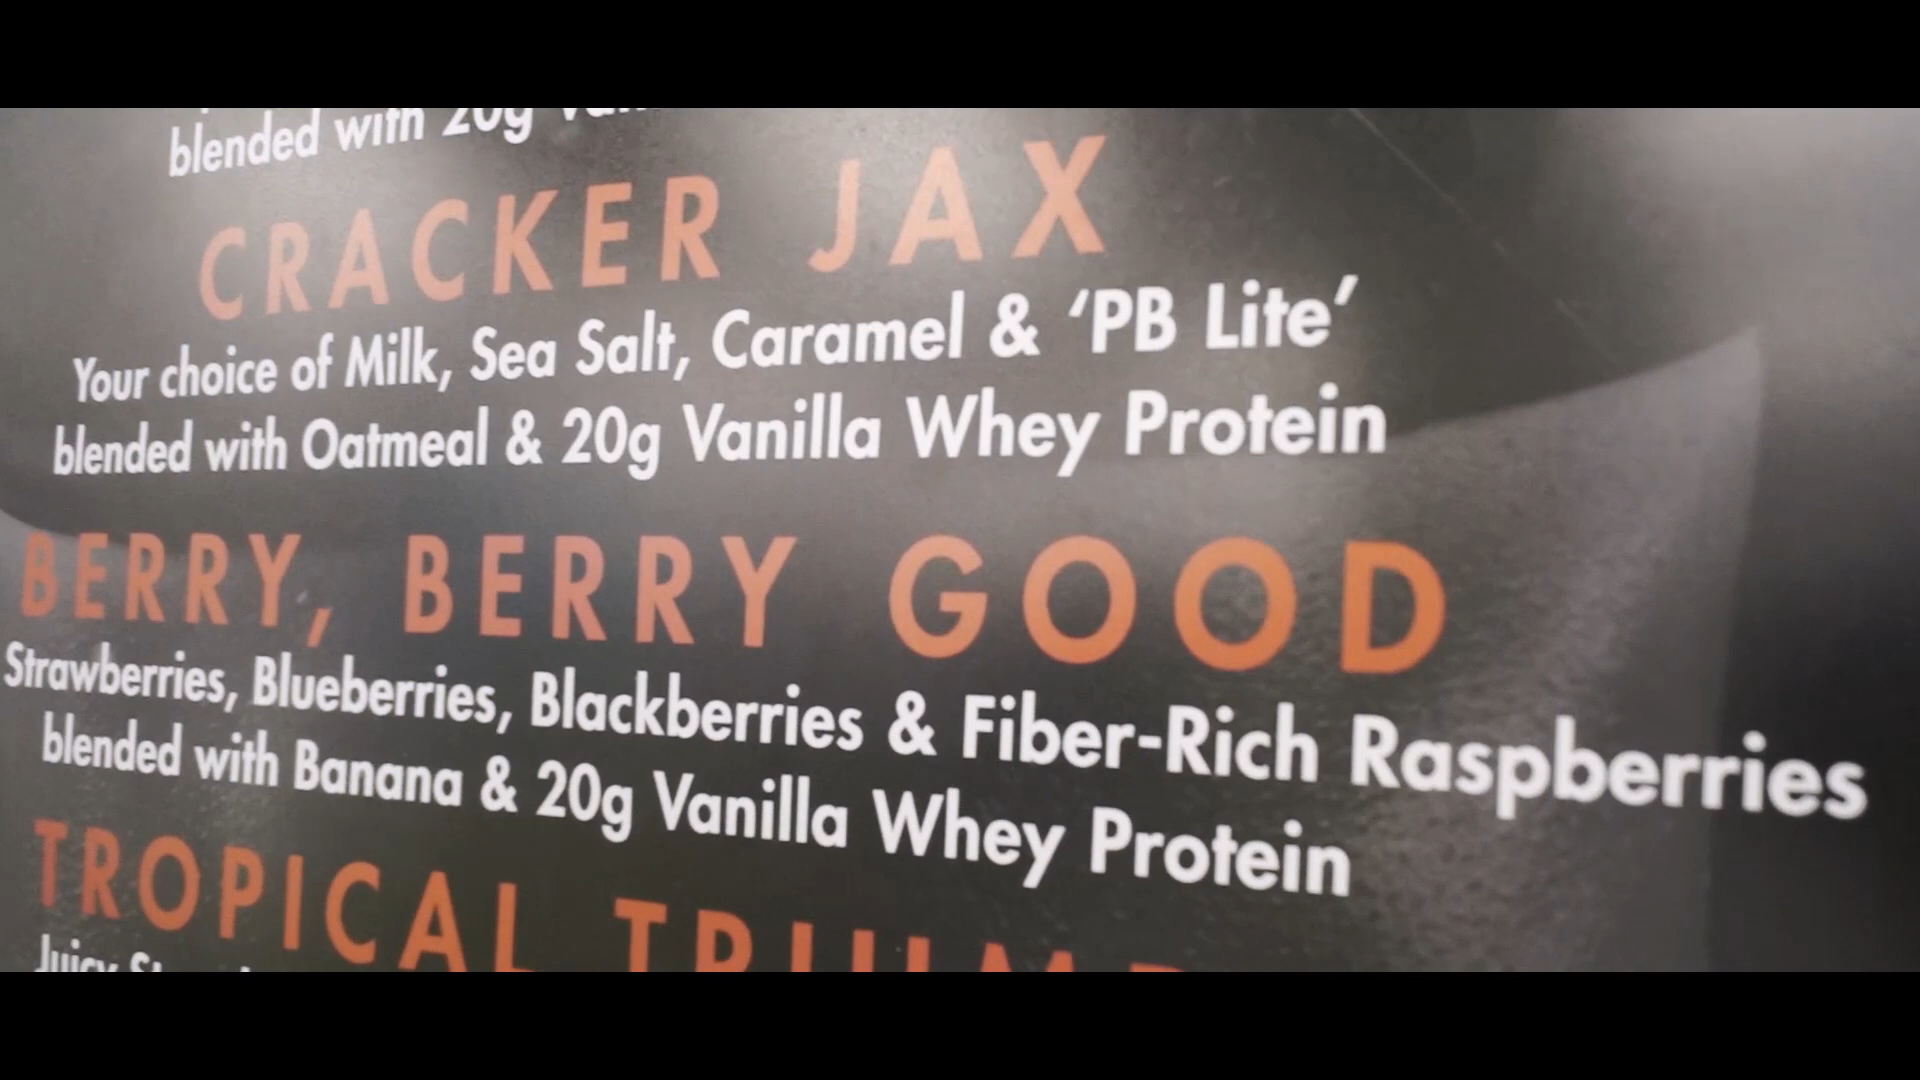 blended with 20g
CRACKER JAX
Your choice of Milk, Sea Salt, Caramel & ‘PB Lite’
blended with Oatmeal & 20g Vanilla Whey Protein
BERRY, BERRY GOOD
Strawberries, Blueberries, Blackberries & Fiber-Rich Raspberries
blended with Banana & 20g Vanilla Whey Protein
TROPICAL
Juicy